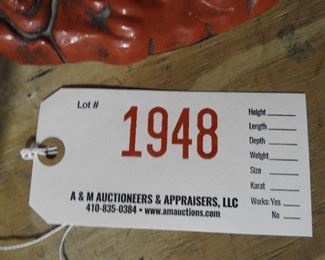 Lot #
1948
Height
Length
Depth
Weight
Size
Karat
Works: Yes
No
A & M AUCTIONEERS & APPRAISERS, LLC
410-835-0384 • www.amauctions.com